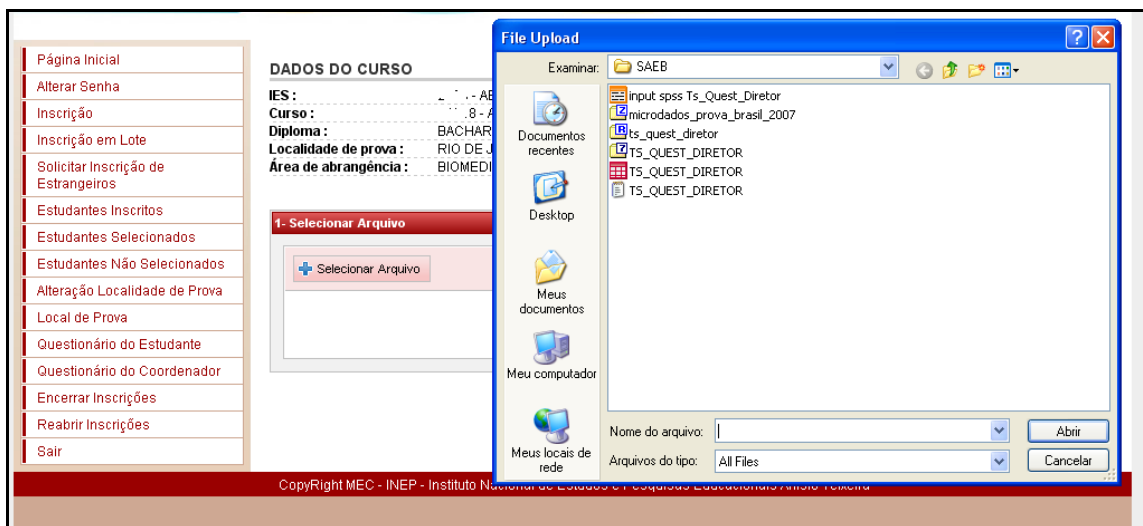 Página Inicial
Alterar Senha
Inscrição
Inscrição em Lote
Solicitar Inscrição de
Estrangeiros
Estudantes Inscritos
Estudantes Selecionados
Estudantes Não Selecionados
Alteração Localidade de Prova
Local de Prova
Questionário do Estudante
Questionário do Coordenador
Encerrar Inscrições
Reabrir Inscrições
Sair
DADOS DO CURSO
IES :
Curso :
Diploma : BACHAR
Localidade de prova : RIO DE J
Área de abrangência : BIOMEDI
1- Selecionar Arquivo
Selecionar Arquivo
File Upload
Examinar: SAEB
Documentos
recentes
Desktop
Meus
documentos
Meu computador
Meus locais de
rede
input spss Ts_Quest_Diretor
microdados_prova_brasil_2007
ts_quest_diretor
TS_QUEST_DIRETOR
TS_QUEST_DIRETOR
TS_QUEST_DIRETOR
Nome do arquivo: Abrir
Arquivos do tipo: All Files Cancelar
CopyRight MEC - INEP - Instituto Nacional de Estudos e Pesquisas Educacionais Anísio Teixeira